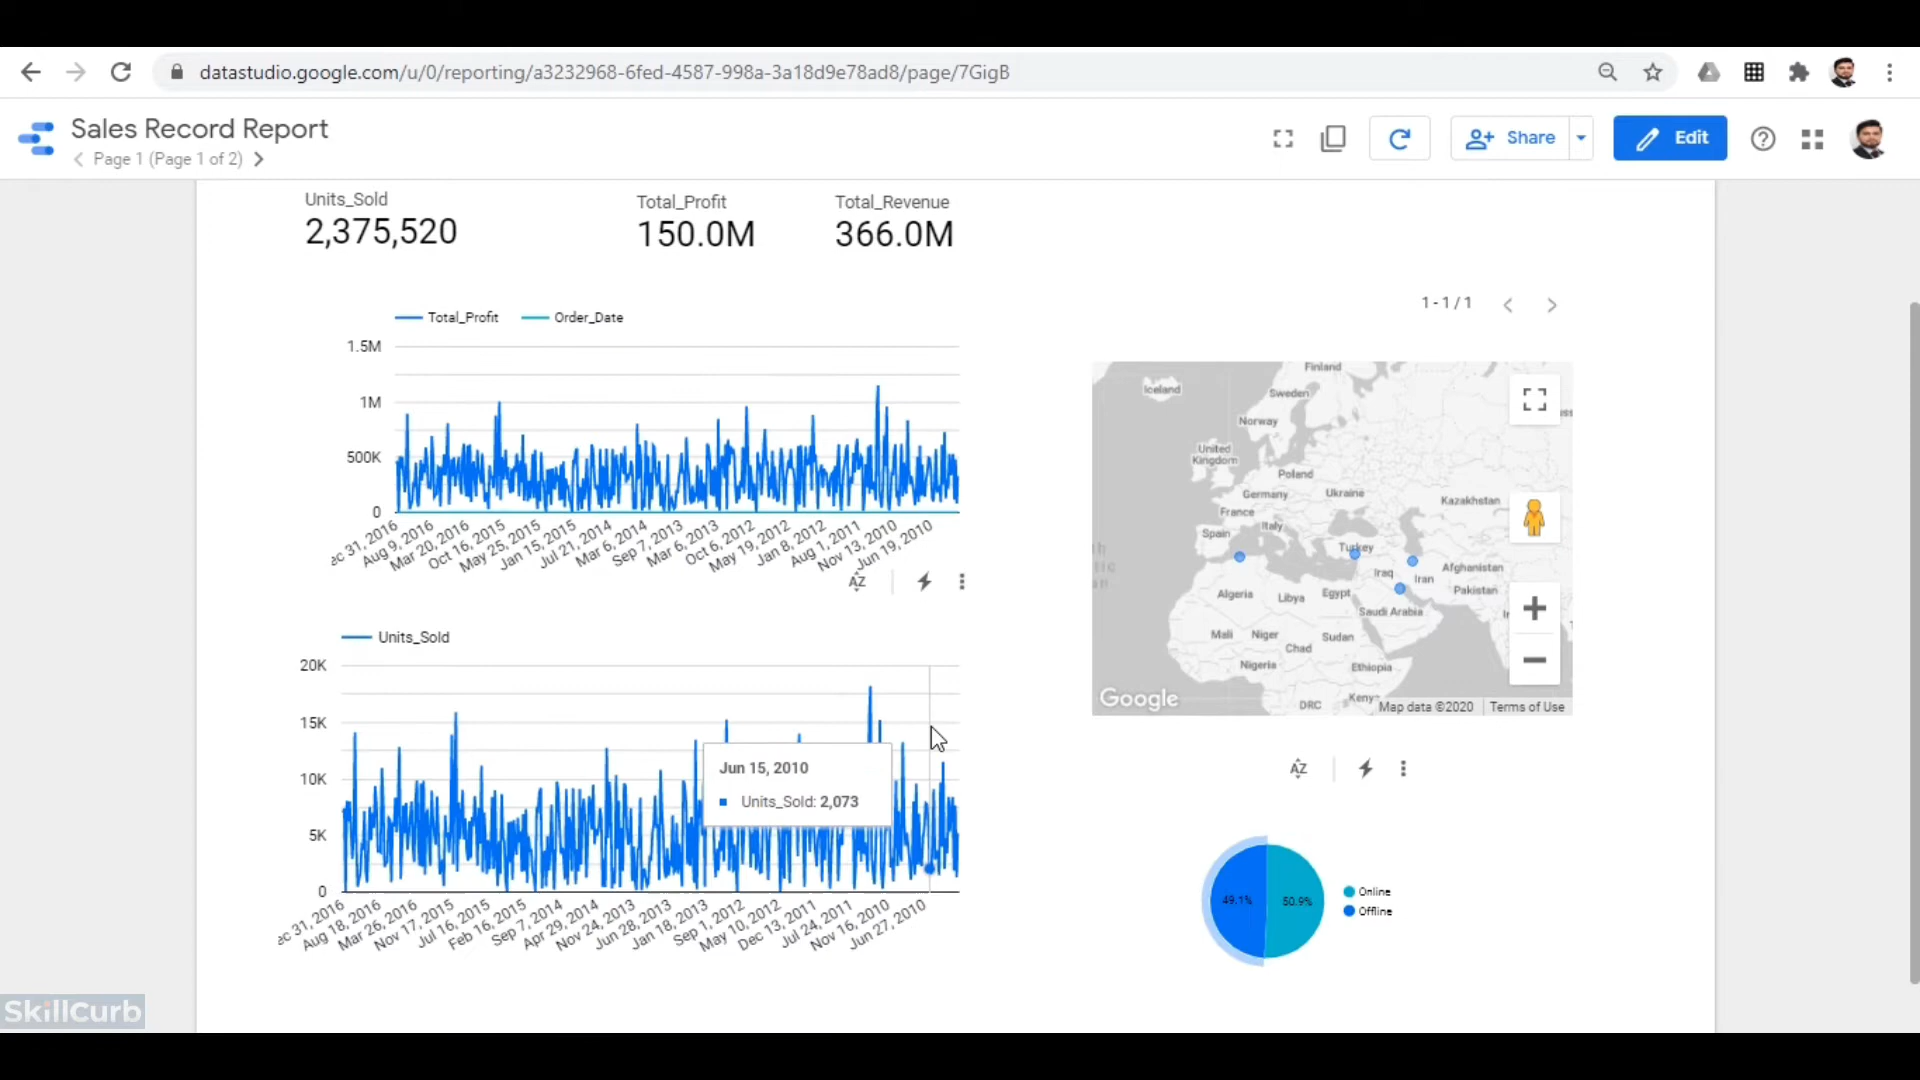 datastudio.google.com/u/0/reporting/a3232968-6fed-4587-998a-3a18d9e78ad8/page/7GigB
Sales Record Report
Page 1 (Page 1 of 2)
Share
Edit
Units_Sold
2,375,520
Total_Profit
150.0M
Total_Revenue
366.0M
1 - 1 / 1
Total_Profit
Order_Date
1.5M
1M
500K
0
ec 31, 2016
Aug 9, 2016
Mar 20, 2016
Oct 16, 2015
May 25, 2015
Jan 15, 2015
Jul 21, 2014
Mar 6, 2014
Sep 7, 2013
Mar 6, 2013
Oct 6, 2012
May 19, 2012
Jan 8, 2012
Aug 1, 2011
Nov 13, 2010
Jun 19, 2010
AZ
Finland
Iceland
Sweden
Norway
United
Kingdom
Poland
Germany
Ukraine
Kazakhstan
France
Italy
Spain
Turkey
Iraq
Iran
Afghanistan
Pakistan
Algeria
Libya
Egypt
Saudi Arabia
Mali
Niger
Chad
Sudan
Nigeria
Ethiopia
DRC
Kenya
Google
Map data ©2020
Terms of Use
Units_Sold
20K
15K
10K
5K
0
Jun 15, 2010
Units_Sold: 2,073
ec 31, 2016
Aug 18, 2016
Mar 26, 2016
Nov 17, 2015
Jul 16, 2015
Feb 16, 2015
Sep 7, 2014
Apr 29, 2014
Nov 24, 2013
Jun 28, 2013
Jan 18, 2013
Sep 1, 2012
May 10, 2012
Dec 13, 2011
Jul 24, 2011
Nov 16, 2010
Jun 27, 2010
AZ
49.1%
50.9%
Online
Offline
SkillCurb